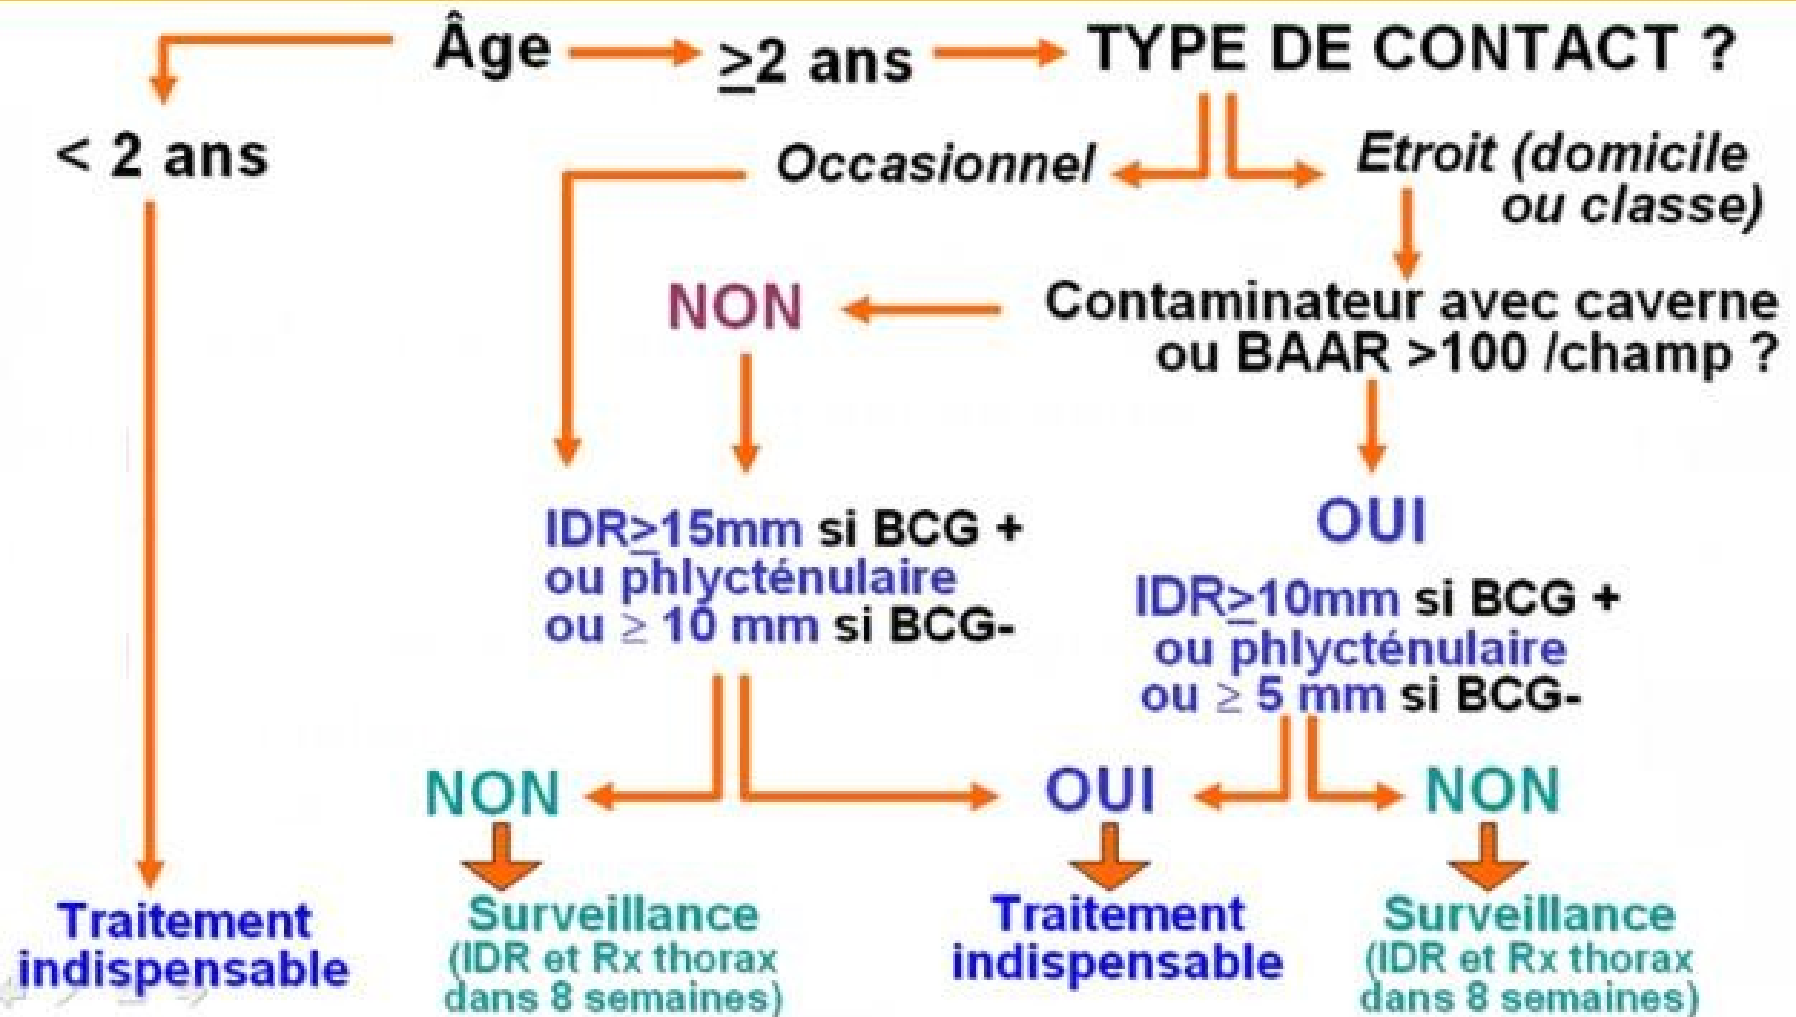 Âge
≥2 ans
TYPE DE CONTACT ?
< 2 ans
Occasionnel
Etroit (domicile
ou classe)
NON
Contaminateur avec caverne
ou BAAR >100 /champ ?
IDR≥15mm si BCG +
ou phlycténulaire
ou ≥ 10 mm si BCG-
OUI
IDR≥10mm si BCG +
ou phlycténulaire
ou ≥ 5 mm si BCG-
NON
OUI
NON
Traitement
indispensable
Surveillance
(IDR et Rx thorax
dans 8 semaines)
Traitement
indispensable
Surveillance
(IDR et Rx thorax
dans 8 semaines)